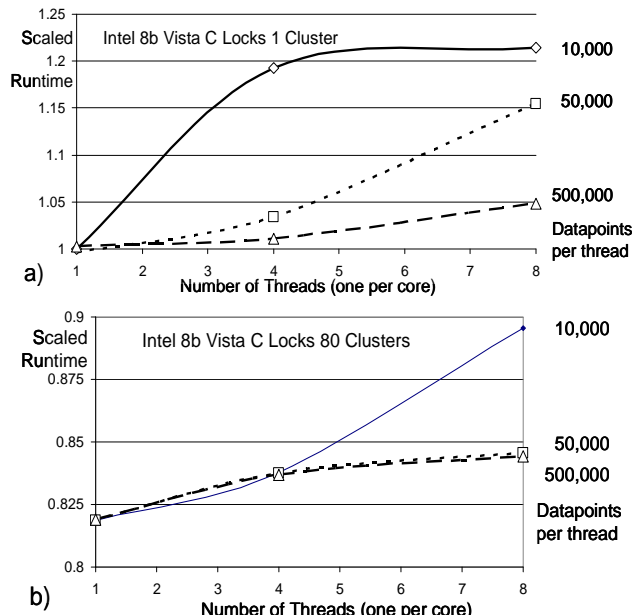 1.25
Scaled
Runtime
Intel 8b Vista C Locks 1 Cluster
10,000
1.2
50,000
1.15
1.1
500,000
1.05
Datapoints
per thread
1
1 2 3 4 5 6 7 8
a)
Number of Threads (one per core)
0.9
Scaled
Runtime
Intel 8b Vista C Locks 80 Clusters
10,000
0.875
0.85
50,000
500,000
0.825
Datapoints
per thread
0.8
1 2 3 4 5 6 7 8
b)
Number of Threads (one per core)